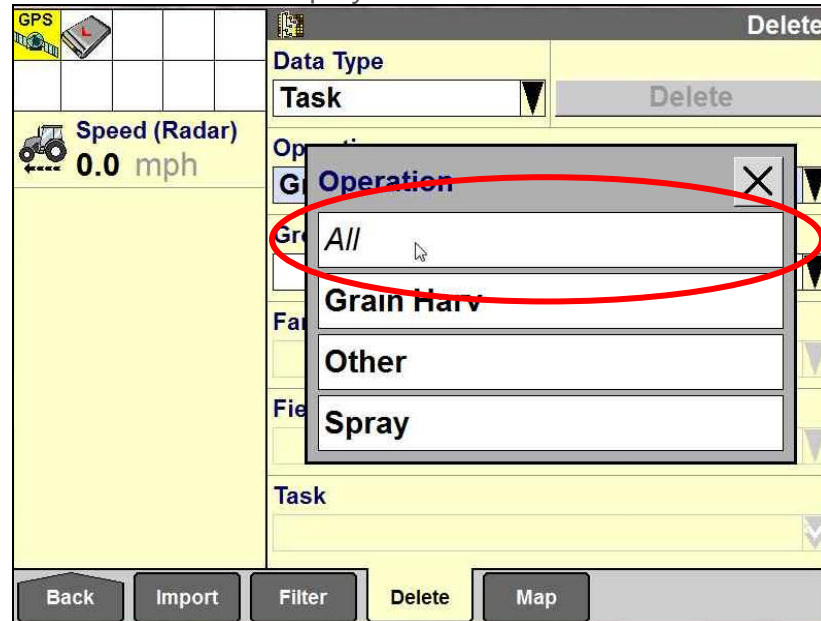 GPS
Delete
Data Type
Task
Delete
Speed (Radar)
0.0 mph
Operation
All
Grain Harv
Other
Spray
Task
Back
Import
Filter
Delete
Map